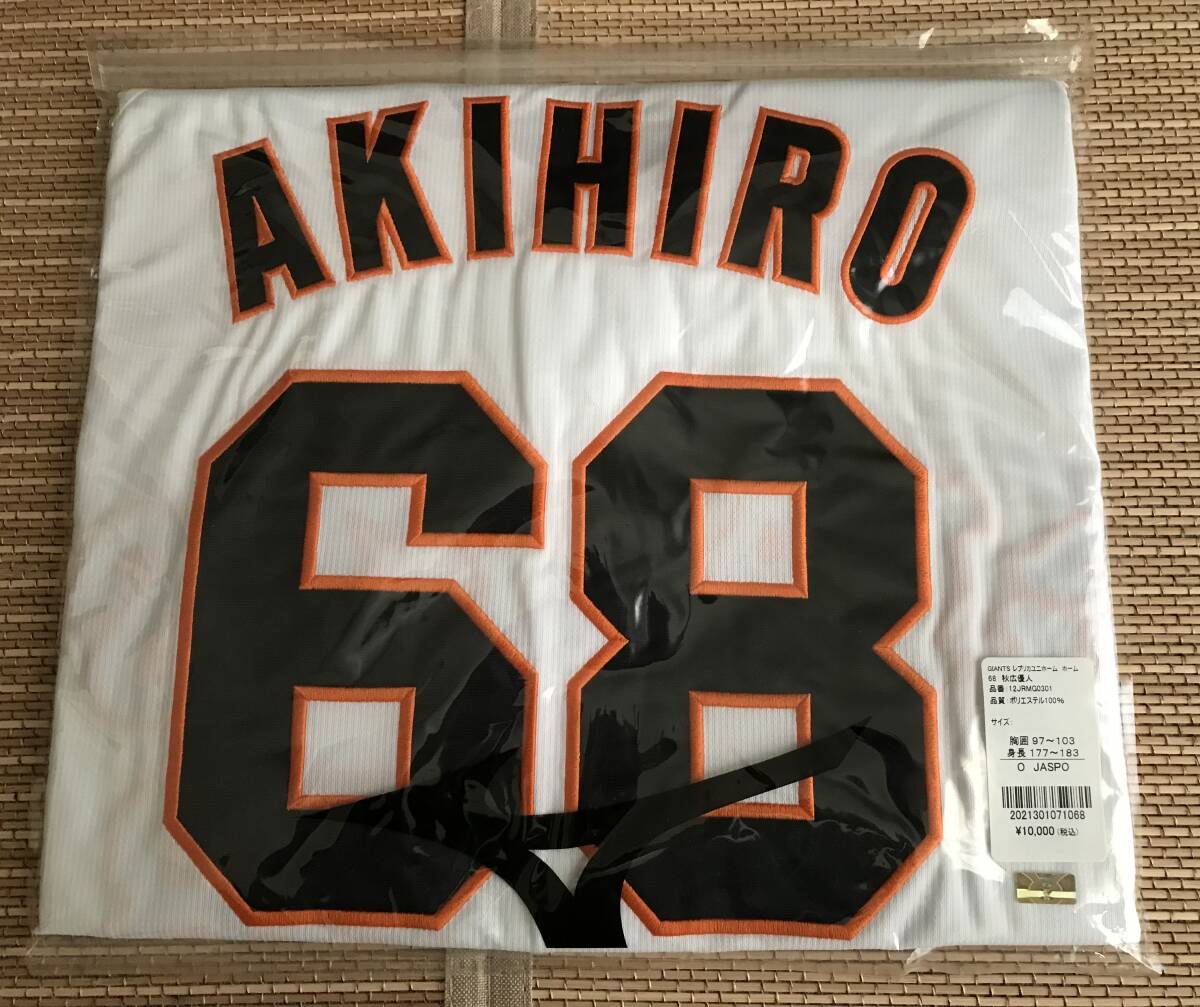 AKIHIRO
68
GIANTS レプリカユニホーム ホーム
68 秋広優人
品番:12JRMG0301
品質:ポリエステル100%
サイズ:
胸囲 97～103
身長 177～183
O JASPO
2021301071068
¥10,000(税込)